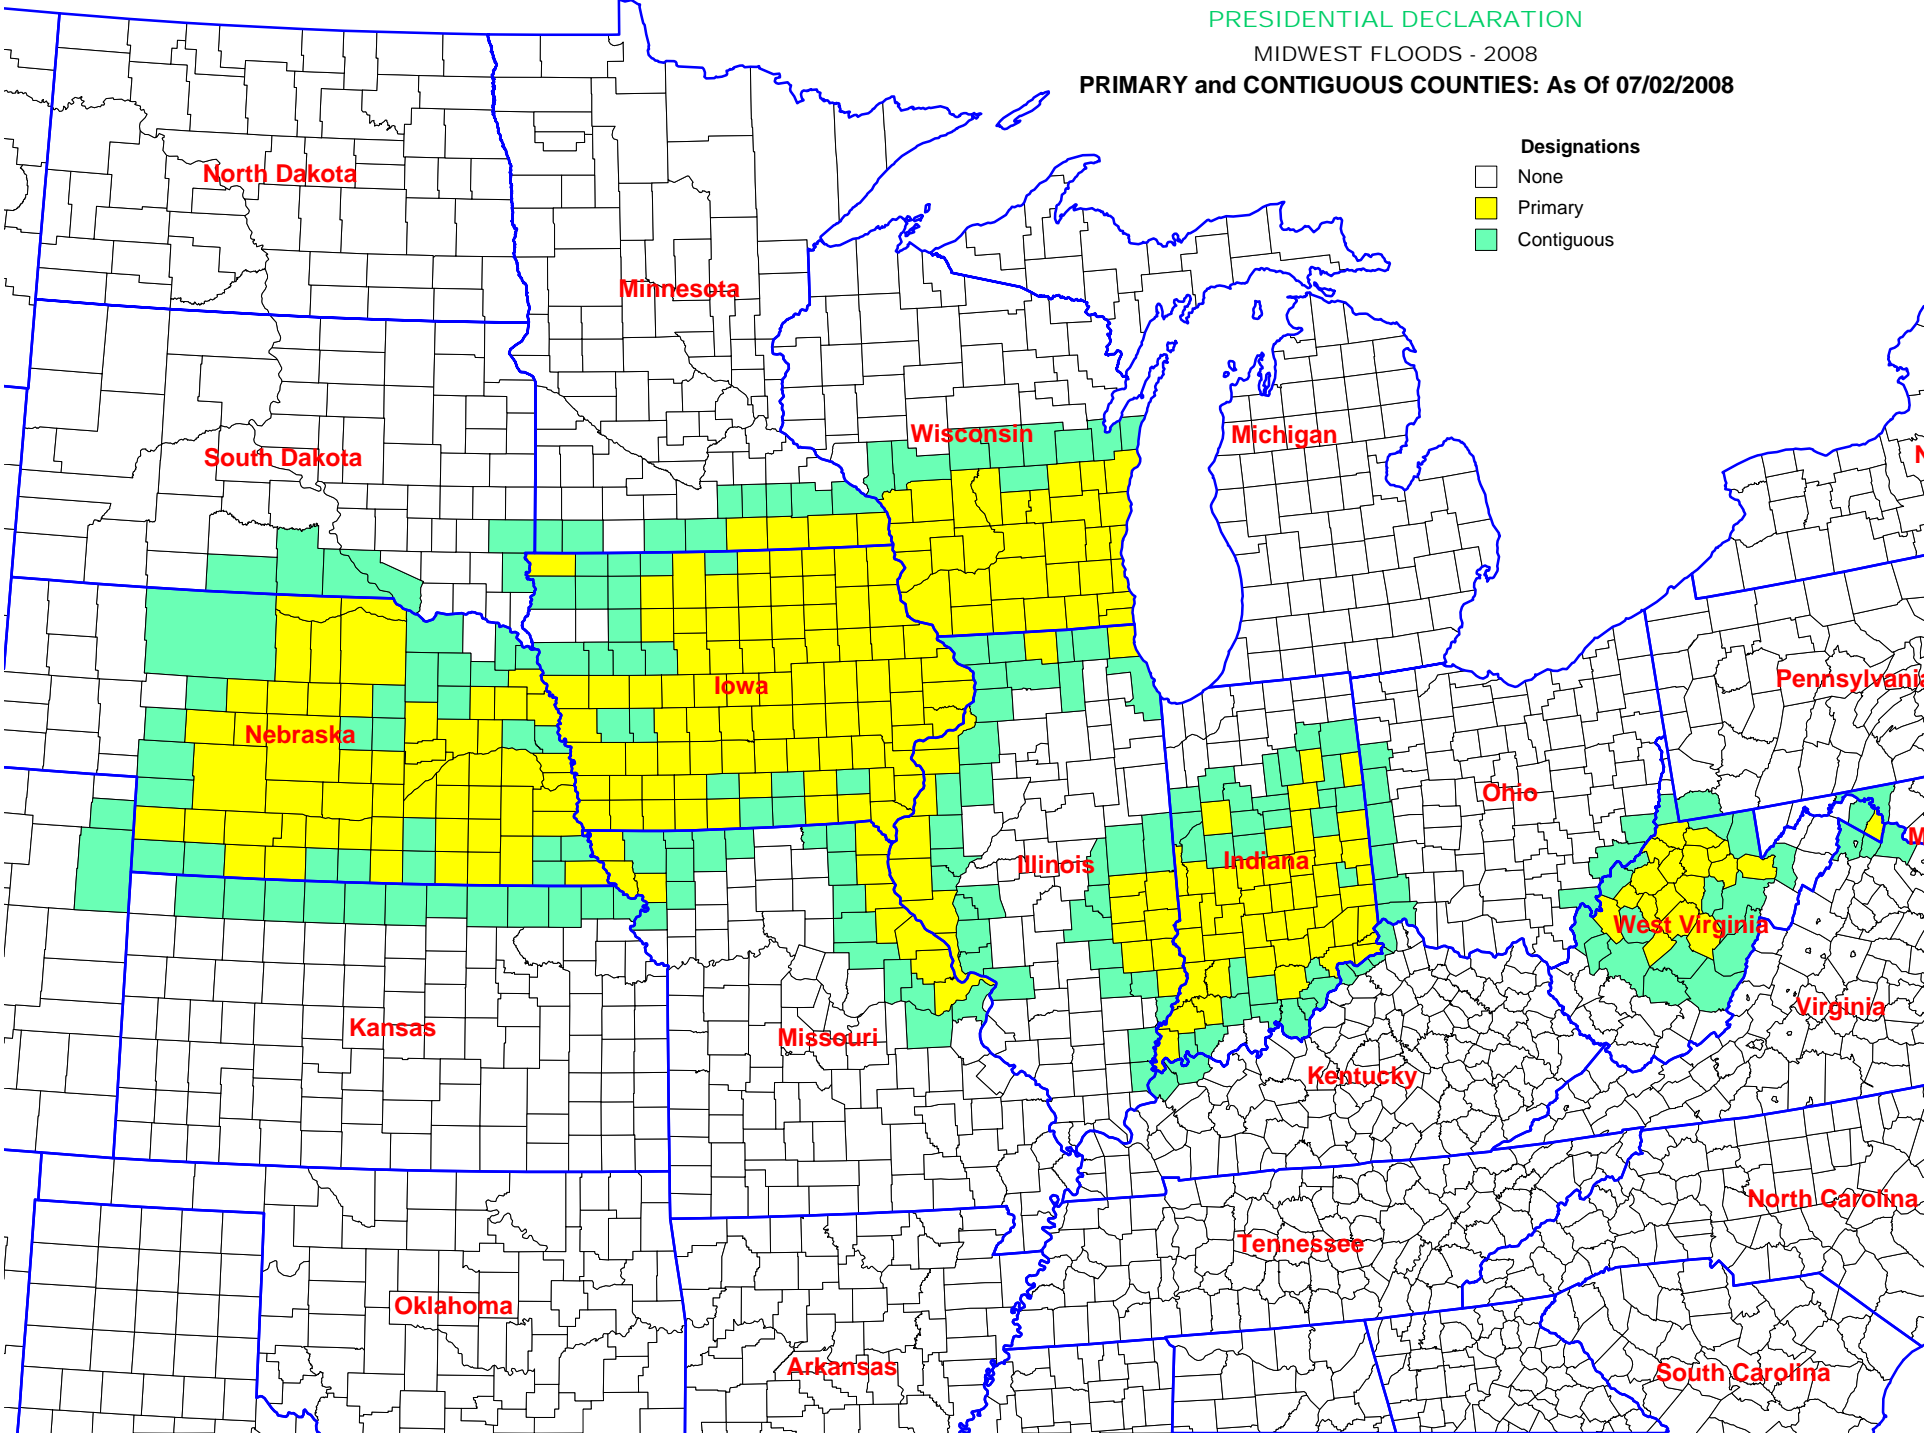 PRESIDENTIAL DECLARATION
MIDWEST FLOODS - 2008
PRIMARY and CONTIGUOUS COUNTIES: As Of 07/02/2008
Designations
None
Primary
Contiguous
North Dakota
Minnesota
Wisconsin
Michigan
South Dakota
N
Pennsylvania
Iowa
Nebraska
Ohio
M
Illinois
Indiana
West Virginia
Virginia
Kansas
Missouri
Kentucky
North Carolina
Tennessee
Oklahoma
Arkansas
South Carolina